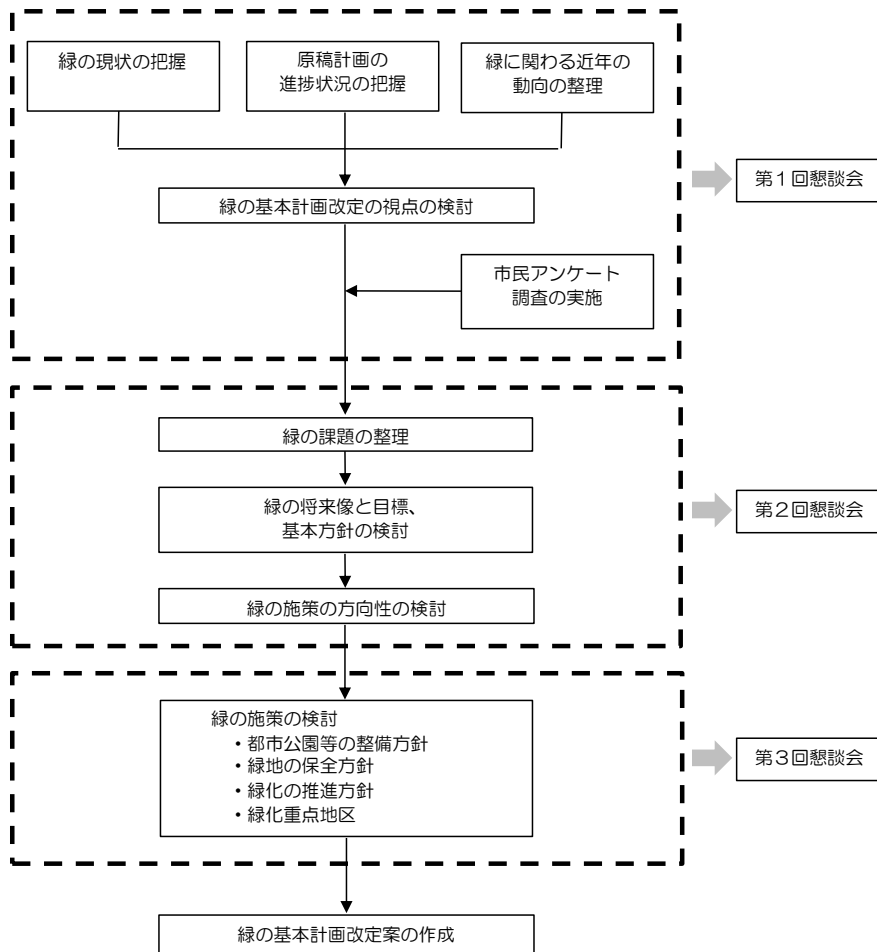 緑の現状の把握
原稿計画の
進捗状況の把握
緑に関わる近年の
動向の整理
第1回懇談会
緑の基本計画改定の視点の検討
市民アンケート
調査の実施
緑の課題の整理
緑の将来像と目標、
基本方針の検討
第2回懇談会
緑の施策の方向性の検討
緑の施策の検討
・都市公園等の整備方針
・緑地の保全方針
・緑化の推進方針
・緑化重点地区
第3回懇談会
緑の基本計画改定案の作成